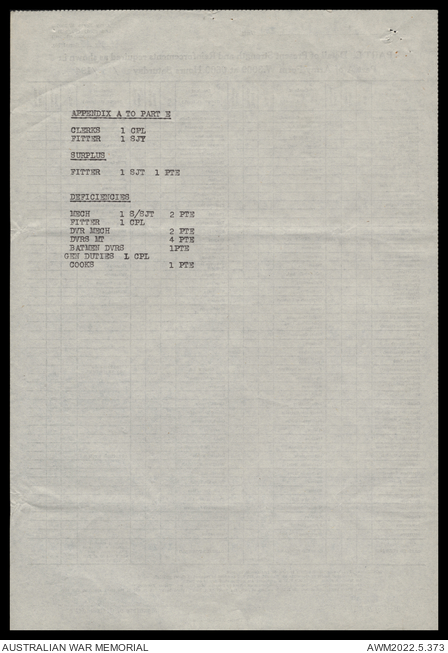 APPENDIX A TO PART E
CLERKS 1 CPL
FITTER 1 SJT
SURPLUS
FITTER 1 SJT 1 PTE
DEFICIENCIES
MECH 1 S/SJT 2 PTE
FITTER 1 CPL
DVR MECH 2 PTE
DVRS MT 4 PTE
BATMEN DVRS 1PTE
GEN DUTIES 1 CPL
COOKS 1 PTE
AUSTRALIAN WAR MEMORIAL AWM2022.5.373